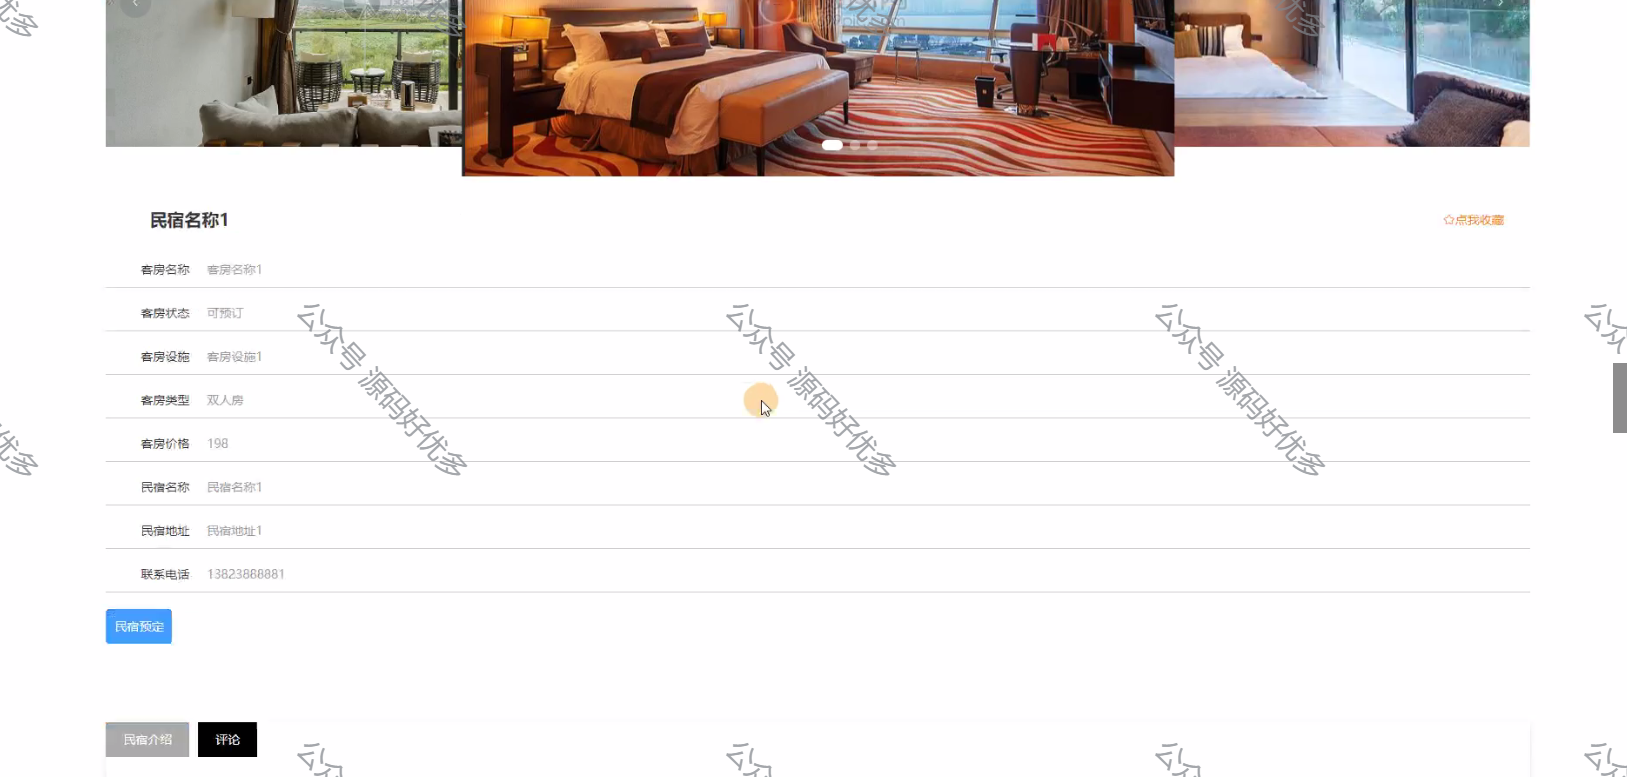 民宿名称1
☆点我收藏
客房名称 客房名称1
客房状态 可预订
客房设施 客房设施1
客房类型 双人房
客房价格 198
民宿名称 民宿名称1
民宿地址 民宿地址1
联系电话 13823888881
民宿预定
民宿介绍 评论
公众号 源码好优多
公众号 源码好优多
公众号 源码好优多